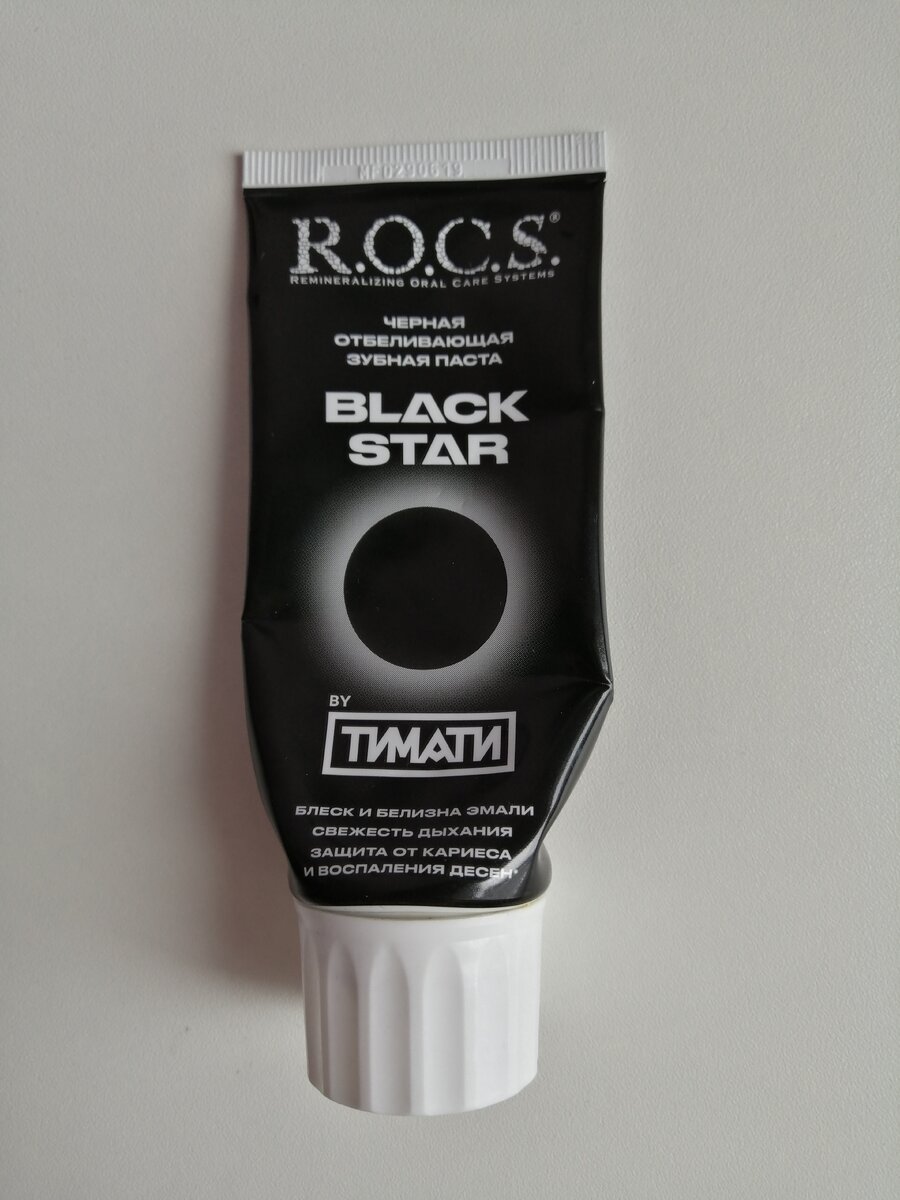 MFD290619
R.O.C.S.®
REMINERALIZING ORAL CARE SYSTEMS
ЧЕРНАЯ
ОТБЕЛИВАЮЩАЯ
ЗУБНАЯ ПАСТА
BLACK
STAR
BY
ТИМАТИ
БЛЕСК И БЕЛИЗНА ЭМАЛИ
СВЕЖЕСТЬ ДЫХАНИЯ
ЗАЩИТА ОТ КАРИЕСА
И ВОСПАЛЕНИЯ ДЕСЕН*